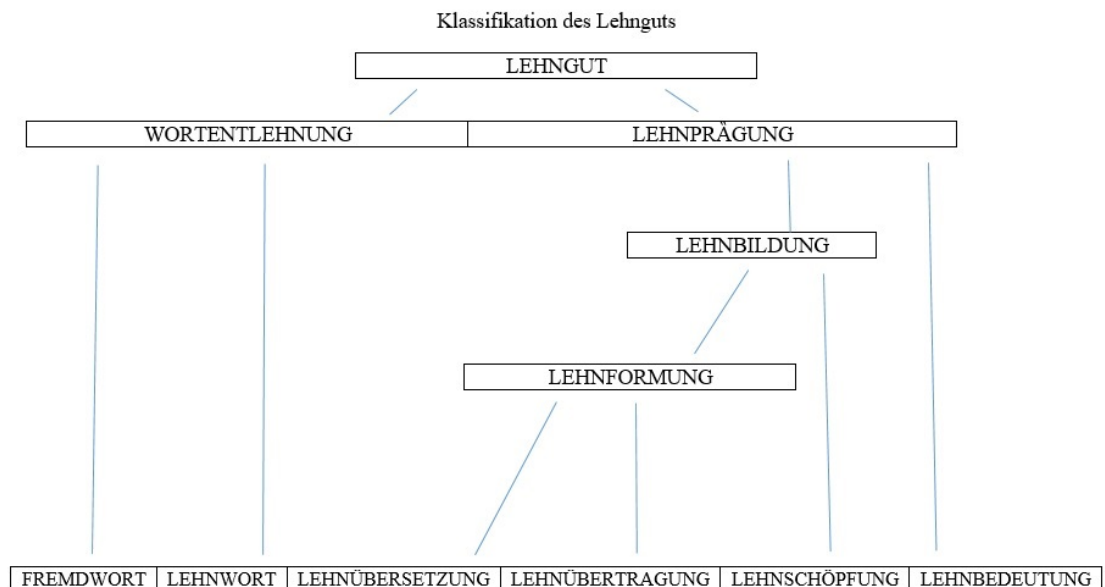 Klassifikation des Lehnguts
LEHNGUT
WORTENTLEHNUNG LEHNPRÄGUNG
LEHNBILDUNG
LEHNFORMUNG
FREMDWORT LEHNWORT LEHNÜBERSETZUNG LEHNÜBERTRAGUNG LEHNSCHÖPFUNG LEHNBEDEUTUNG